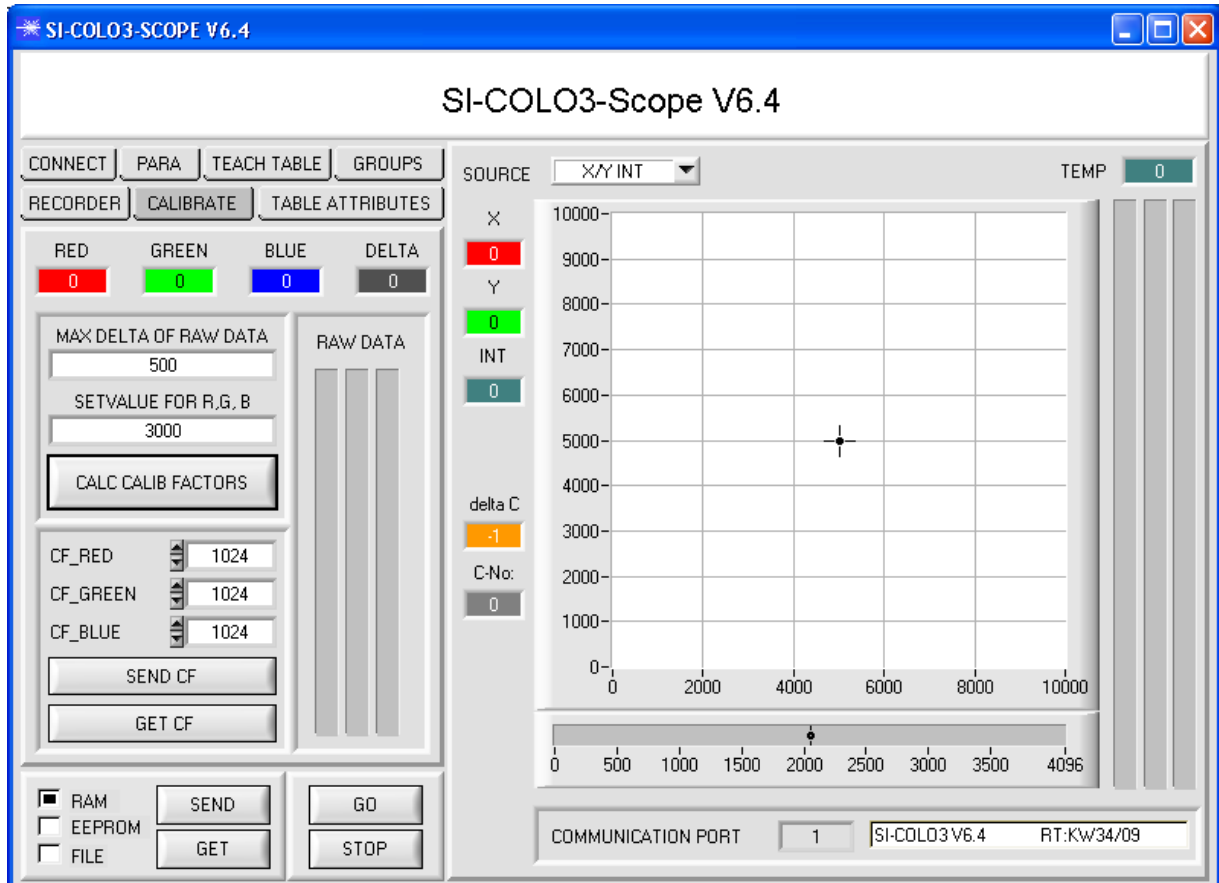 SI-COLO3-SCOPE V6.4
SI-COLO3-Scope V6.4
CONNECT PARA TEACH TABLE GROUPS
RECORDER CALIBRATE TABLE ATTRIBUTES
RED GREEN BLUE DELTA
0 0 0 0
MAX DELTA OF RAW DATA
500
SETVALUE FOR R,G, B
3000
CALC CALIB FACTORS
RAW DATA
CF_RED 1024
CF_GREEN 1024
CF_BLUE 1024
SEND CF
GET CF
RAM
EEPROM
FILE
SEND
GET
GO
STOP
SOURCE X/Y INT TEMP 0
X
0
Y
0
INT
0
delta C
-1
C-No:
0
10000
9000
8000
7000
6000
5000
4000
3000
2000
1000
0
0 2000 4000 6000 8000 10000
0 500 1000 1500 2000 2500 3000 3500 4096
COMMUNICATION PORT 1 SI-COLO3 V6.4 RT:KW34/09